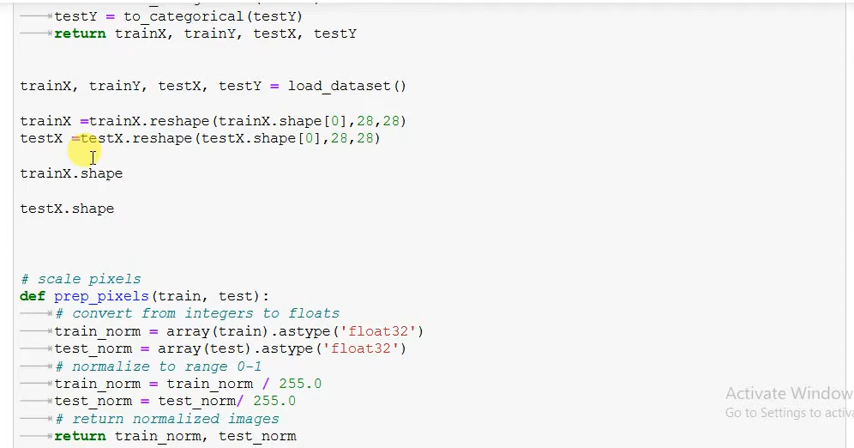 testY = to_categorical(testY)
return trainX, trainY, testX, testY
trainX, trainY, testX, testY = load_dataset()
trainX =trainX.reshape(trainX.shape[0],28,28)
testX =testX.reshape(testX.shape[0],28,28)
trainX.shape
testX.shape
# scale pixels
def prep_pixels(train, test):
# convert from integers to floats
train_norm = array(train).astype('float32')
test_norm = array(test).astype('float32')
# normalize to range 0-1
train_norm = train_norm / 255.0
test_norm = test_norm/ 255.0
# return normalized images
return train_norm, test_norm
Activate Window
Go to Settings to activa